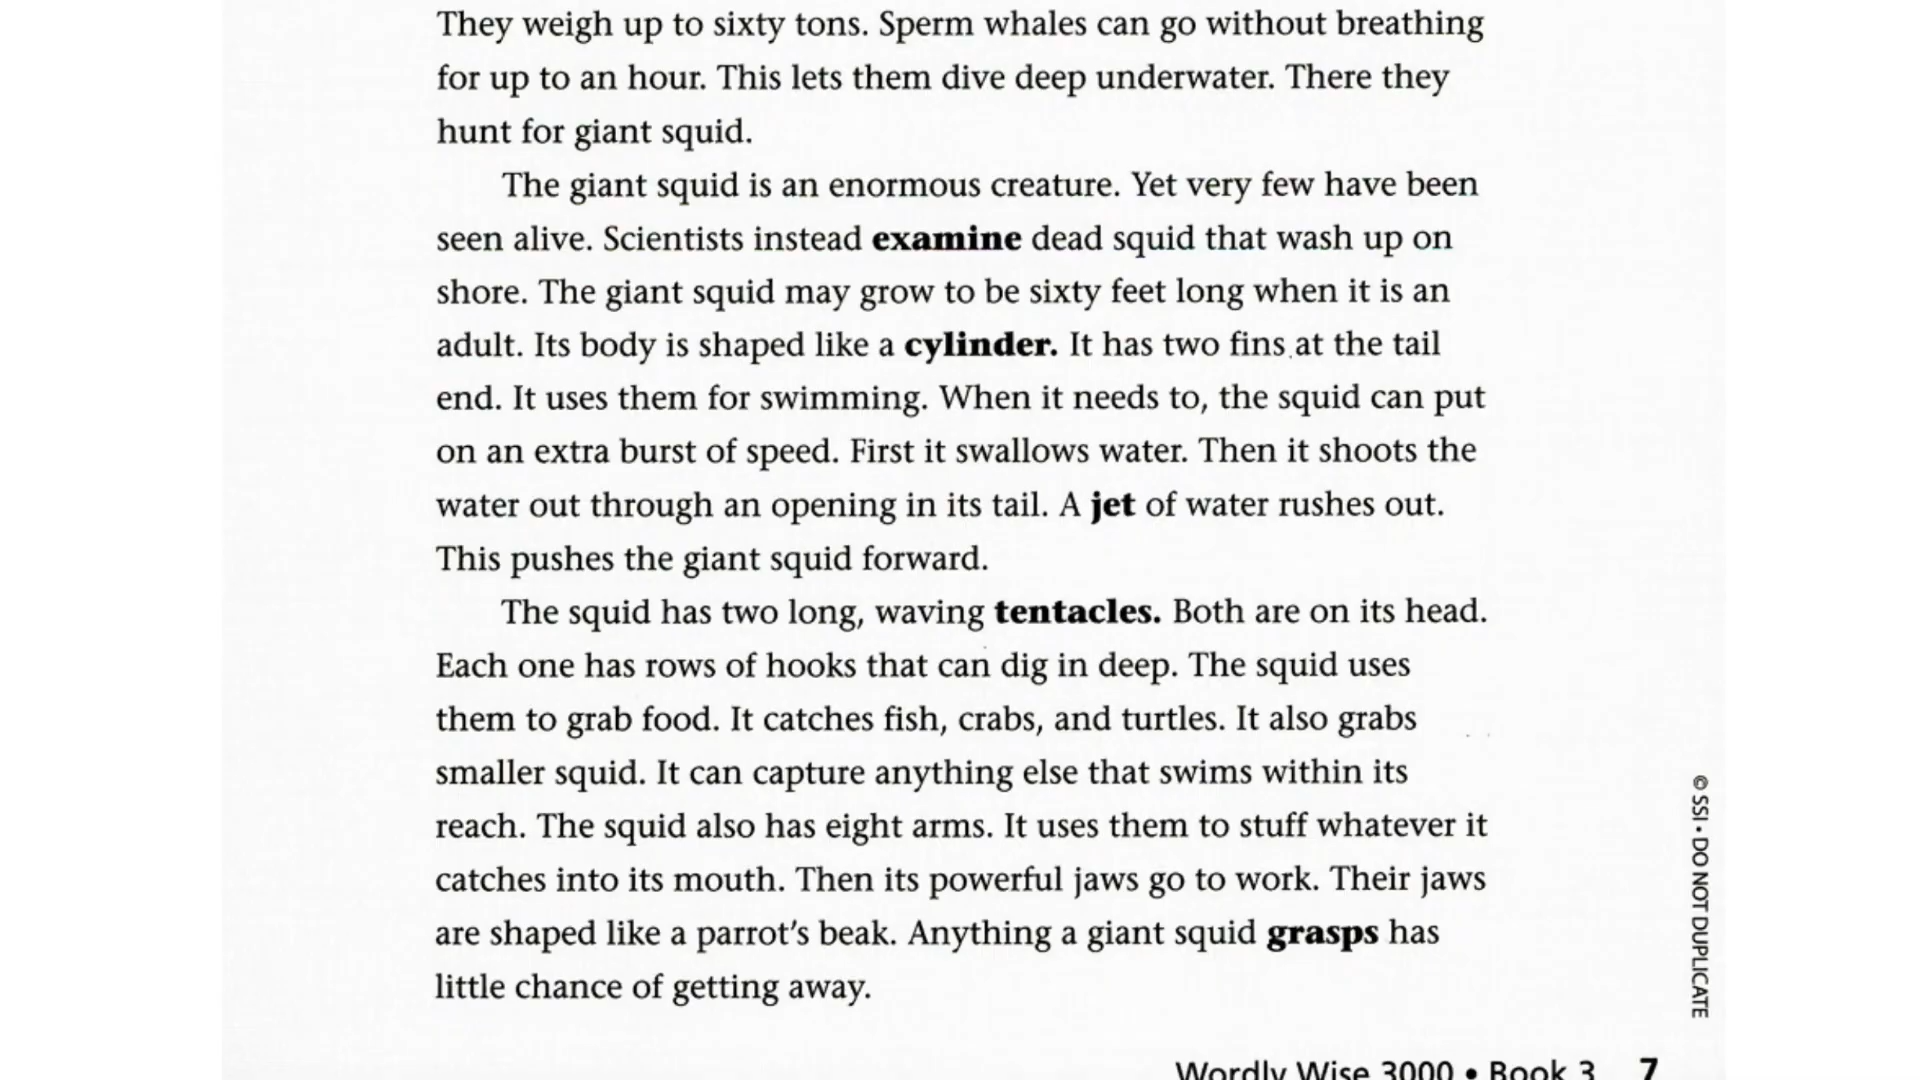 They weigh up to sixty tons. Sperm whales can go without breathing
for up to an hour. This lets them dive deep underwater. There they
hunt for giant squid.
The giant squid is an enormous creature. Yet very few have been
seen alive. Scientists instead examine dead squid that wash up on
shore. The giant squid may grow to be sixty feet long when it is an
adult. Its body is shaped like a cylinder. It has two fins at the tail
end. It uses them for swimming. When it needs to, the squid can put
on an extra burst of speed. First it swallows water. Then it shoots the
water out through an opening in its tail. A jet of water rushes out.
This pushes the giant squid forward.
The squid has two long, waving tentacles. Both are on its head.
Each one has rows of hooks that can dig in deep. The squid uses
them to grab food. It catches fish, crabs, and turtles. It also grabs
smaller squid. It can capture anything else that swims within its
reach. The squid also has eight arms. It uses them to stuff whatever it
catches into its mouth. Then its powerful jaws go to work. Their jaws
are shaped like a parrot's beak. Anything a giant squid grasps has
little chance of getting away.
© SSI • DO NOT DUPLICATE
Wordly Wise 3000 • Book 3 7